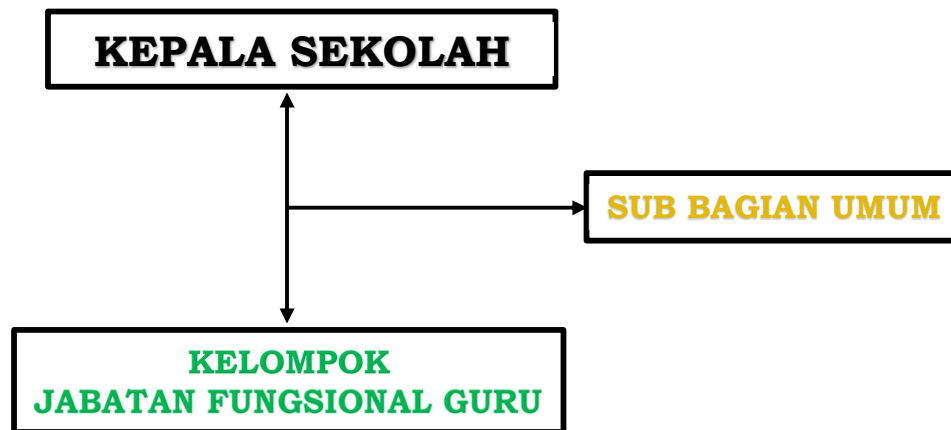 KEPALA SEKOLAH
SUB BAGIAN UMUM
KELOMPOK
JABATAN FUNGSIONAL GURU